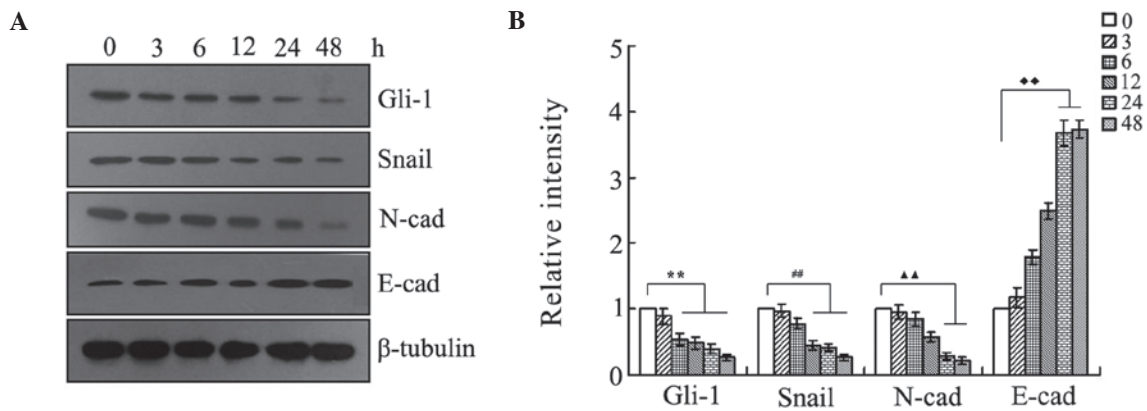 A
0 3 6 12 24 48 h
Gli-1
Snail
N-cad
E-cad
β-tubulin
B
Relative intensity
5
4
3
2
1
0
**
##
▲▲
◆◆
Gli-1 Snail N-cad E-cad
0
3
6
12
24
48